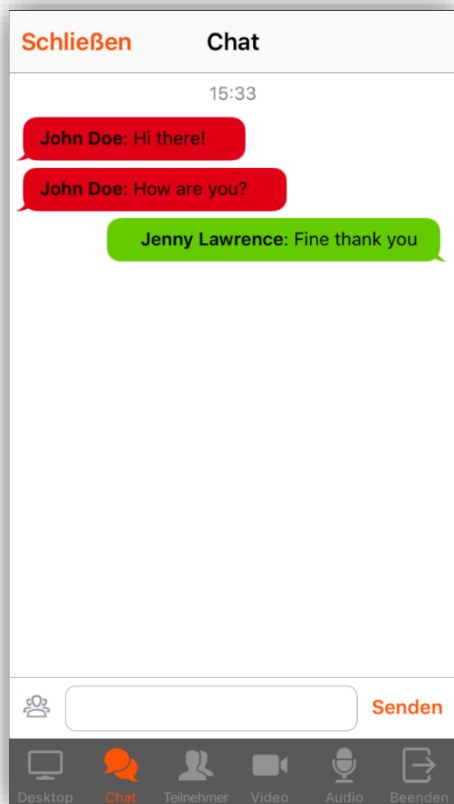 Schließen Chat
15:33
John Doe: Hi there!
John Doe: How are you?
Jenny Lawrence: Fine thank you
Senden
Desktop Chat Teilnehmer Video Audio Beenden